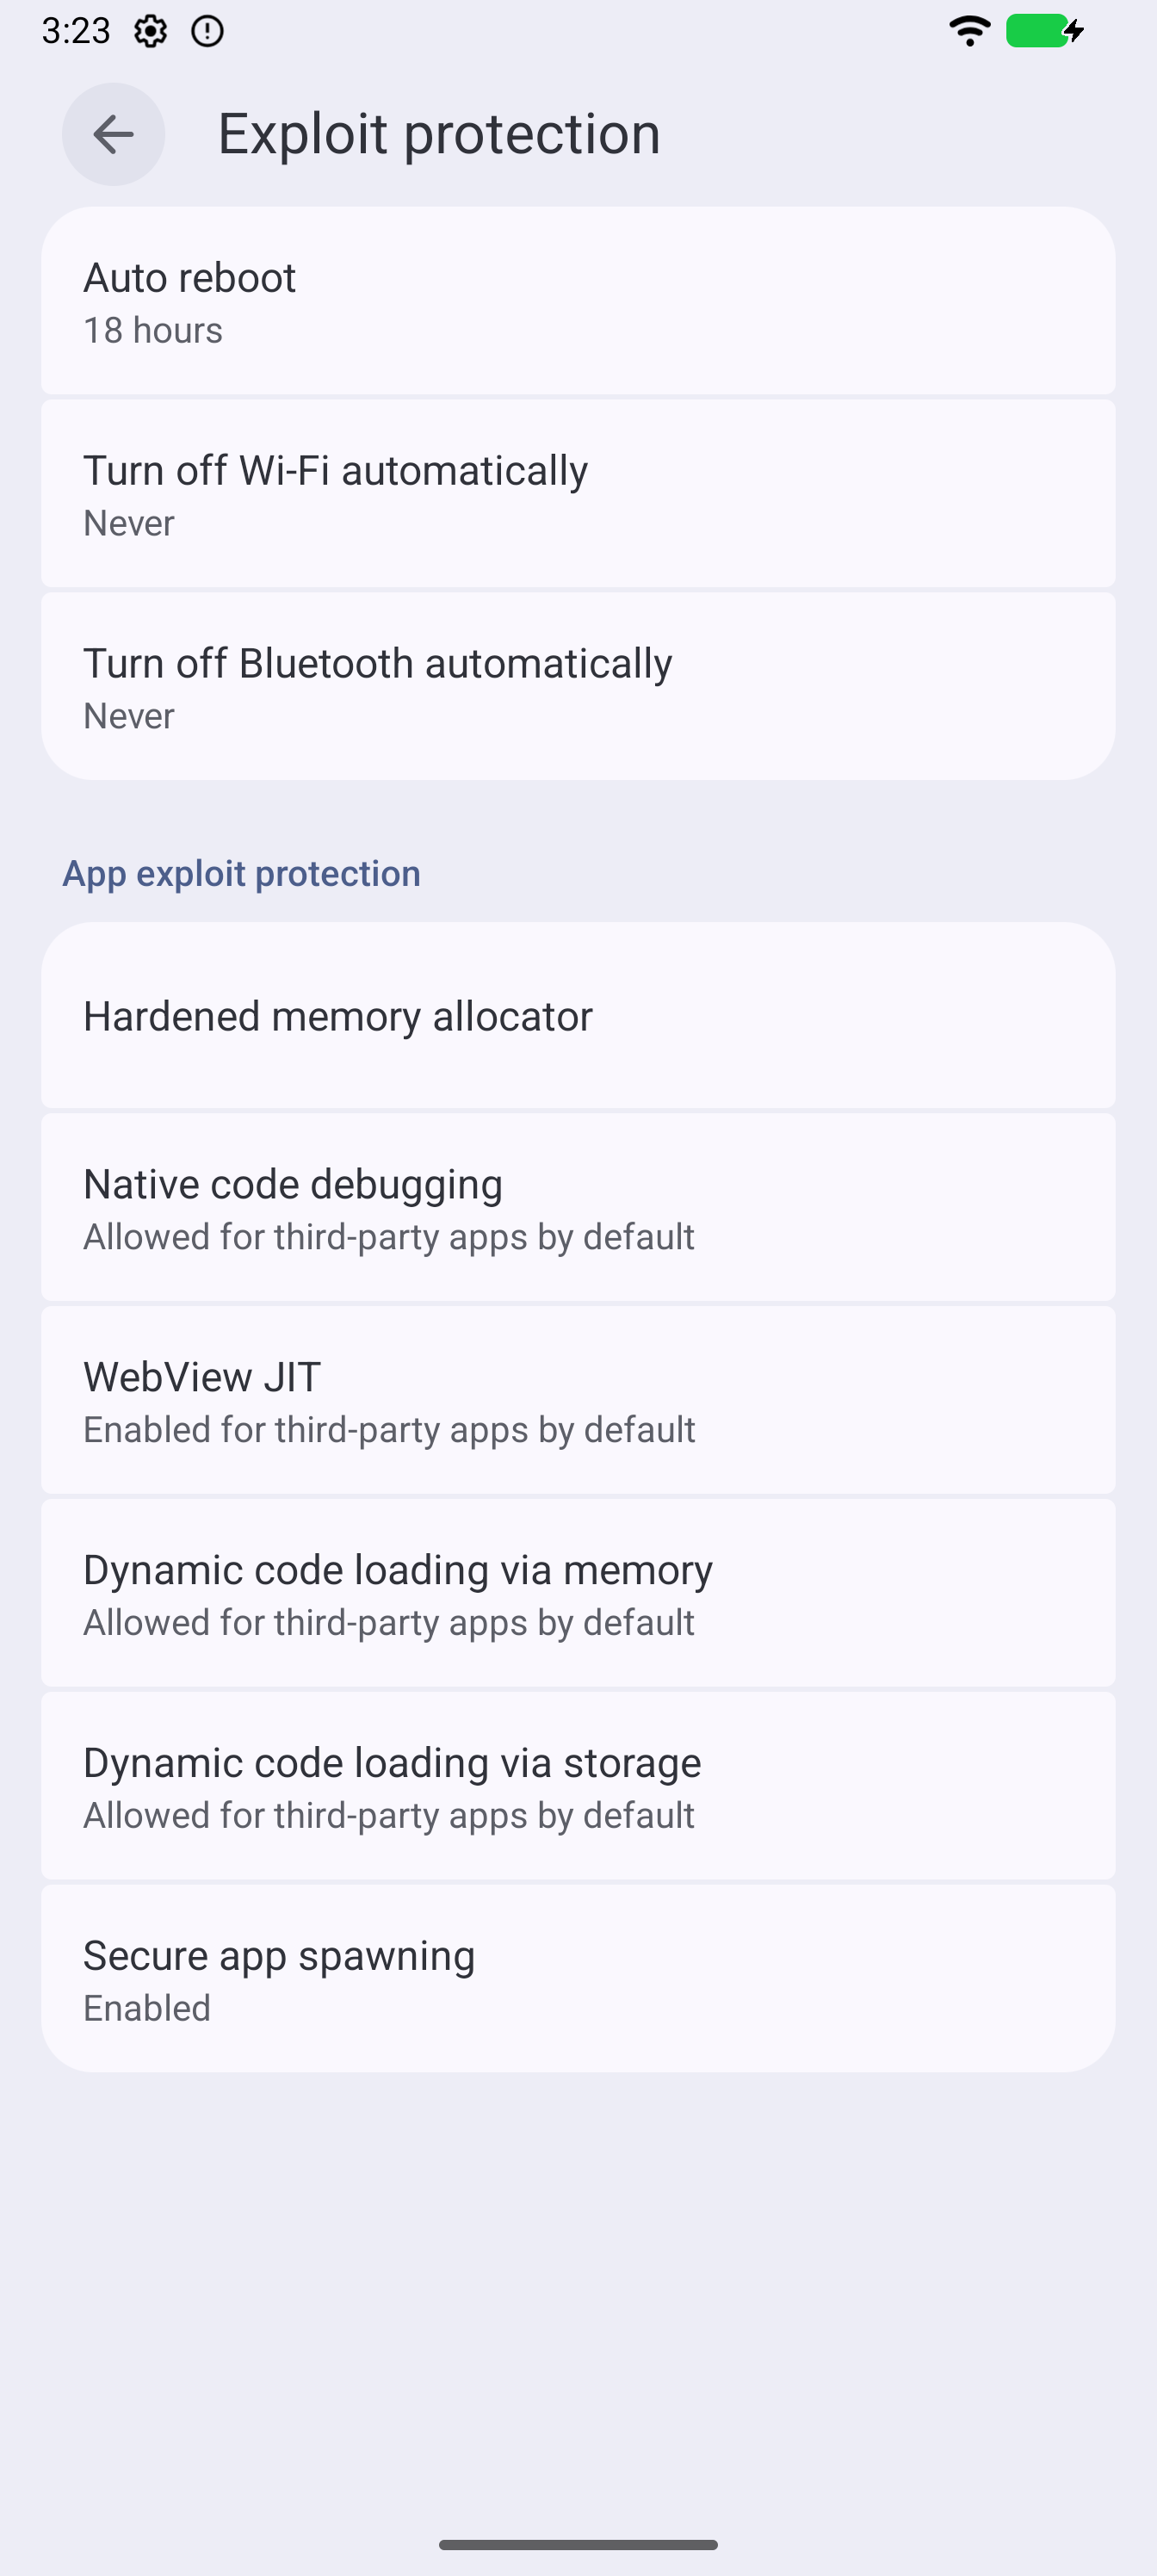 3:23
Exploit protection
Auto reboot
18 hours
Turn off Wi-Fi automatically
Never
Turn off Bluetooth automatically
Never
App exploit protection
Hardened memory allocator
Native code debugging
Allowed for third-party apps by default
WebView JIT
Enabled for third-party apps by default
Dynamic code loading via memory
Allowed for third-party apps by default
Dynamic code loading via storage
Allowed for third-party apps by default
Secure app spawning
Enabled